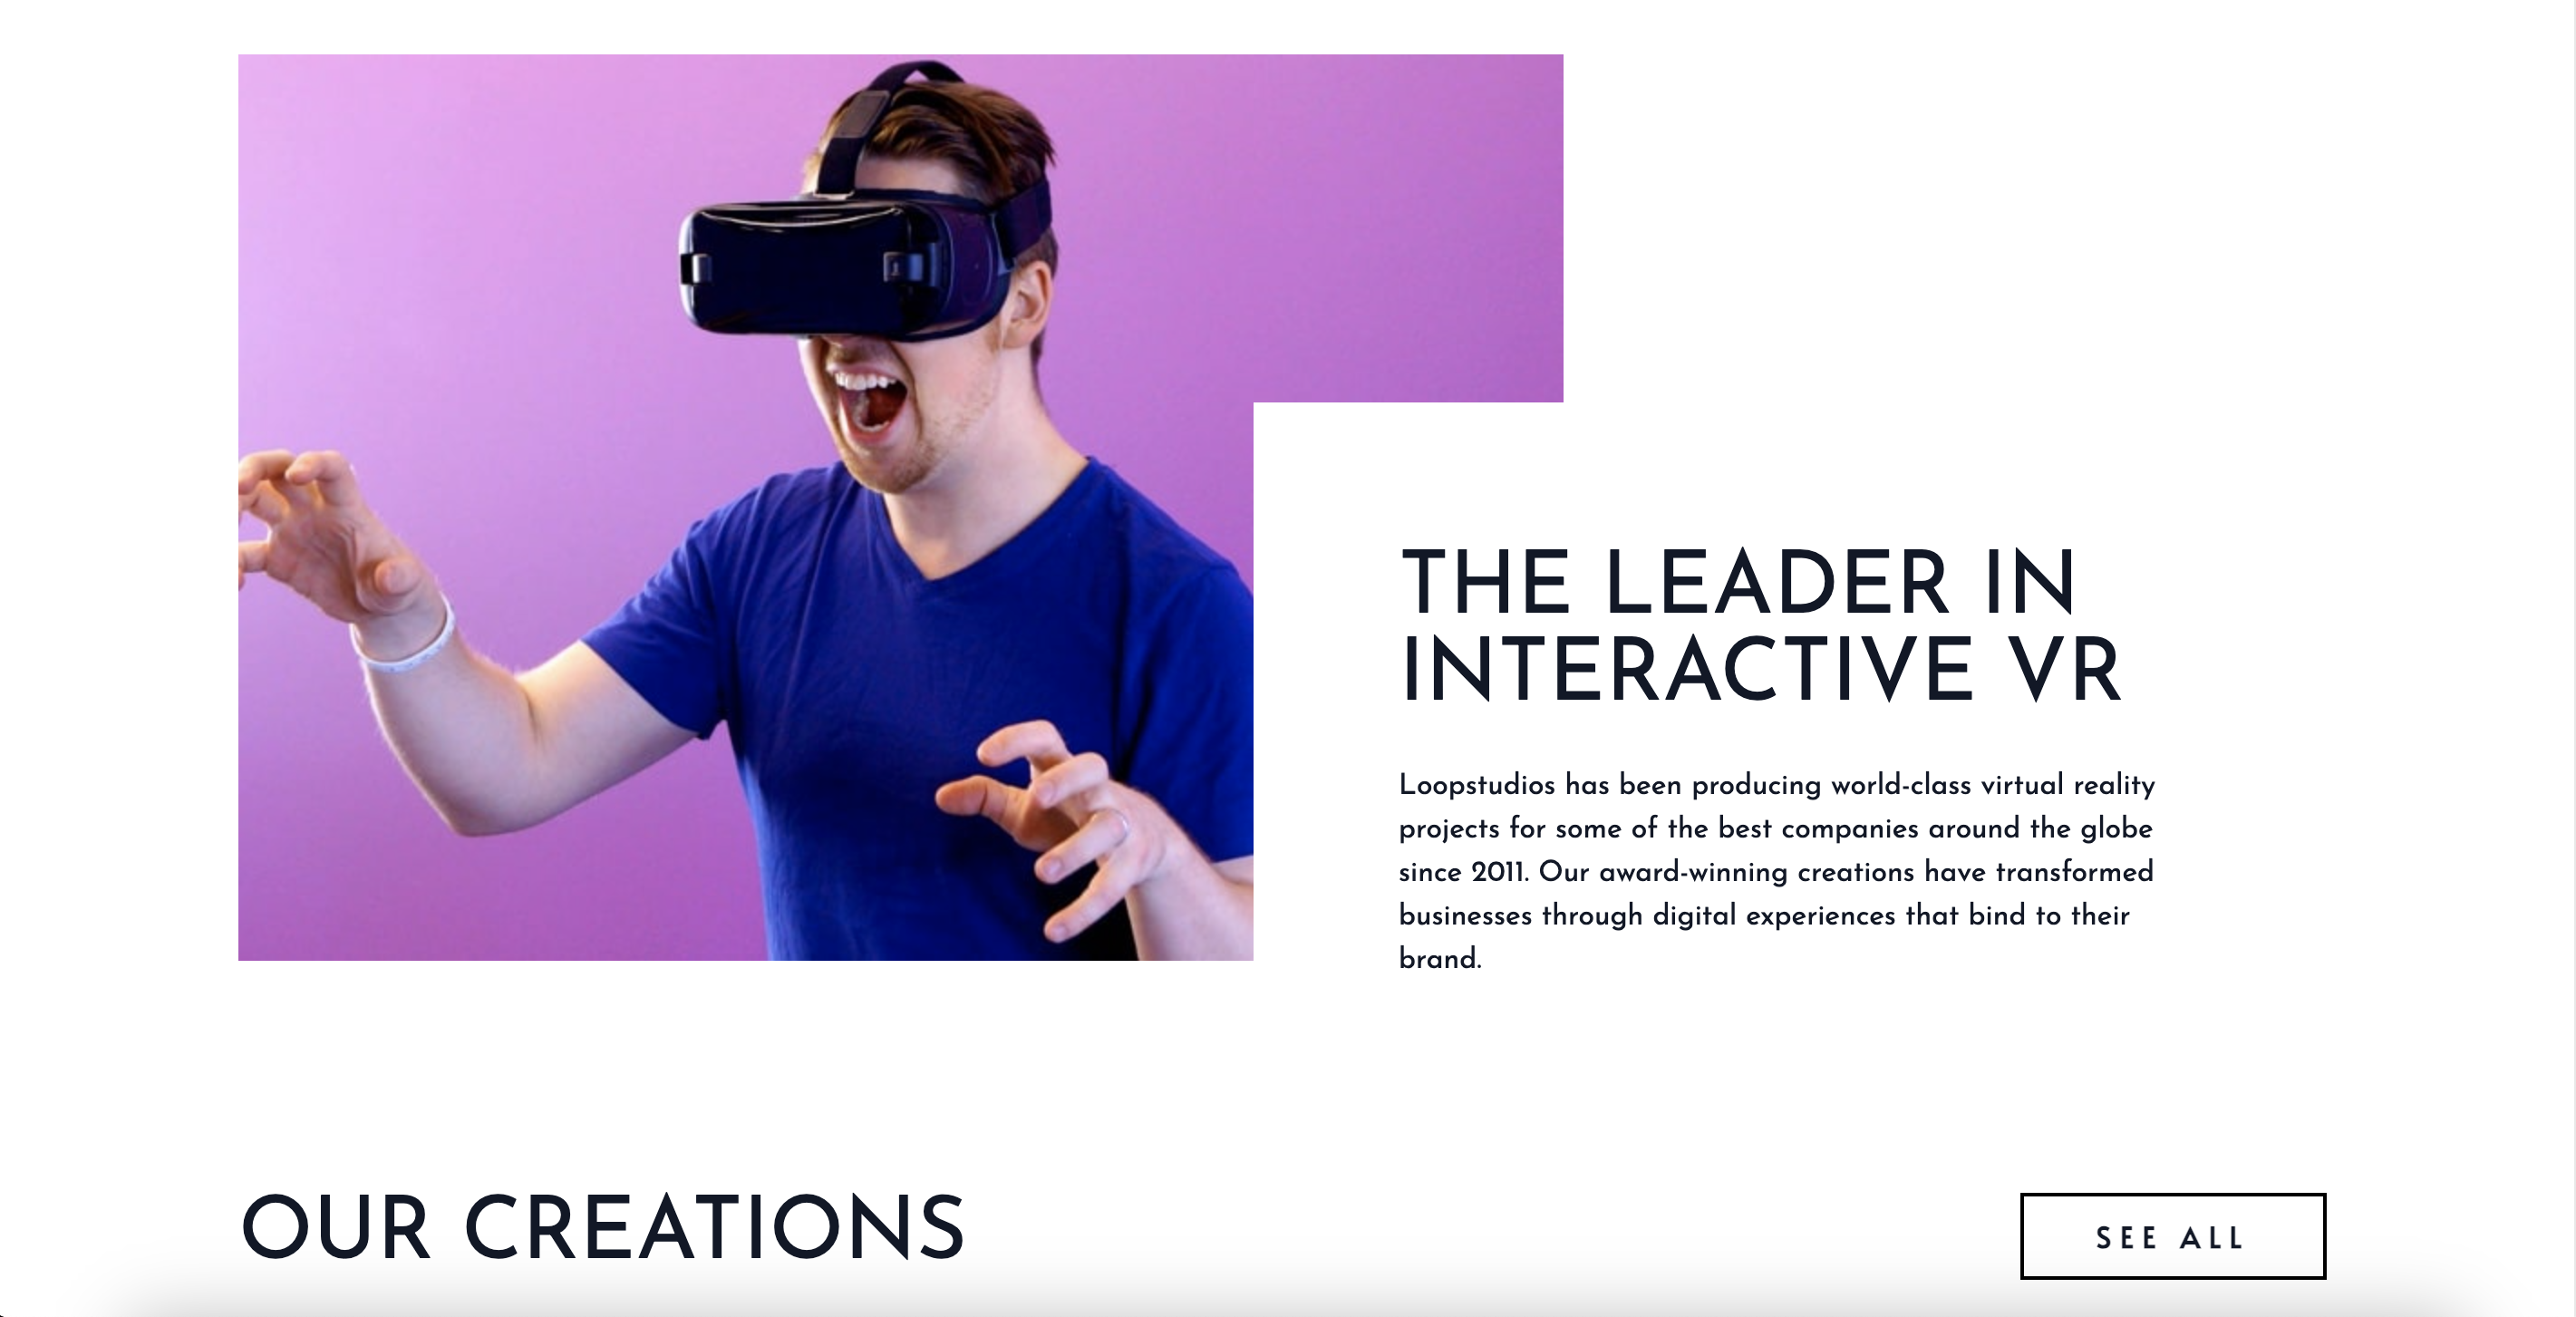 THE LEADER IN
INTERACTIVE VR
Loopstudios has been producing world-class virtual reality
projects for some of the best companies around the globe
since 2011. Our award-winning creations have transformed
businesses through digital experiences that bind to their
brand.
OUR CREATIONS
SEE ALL